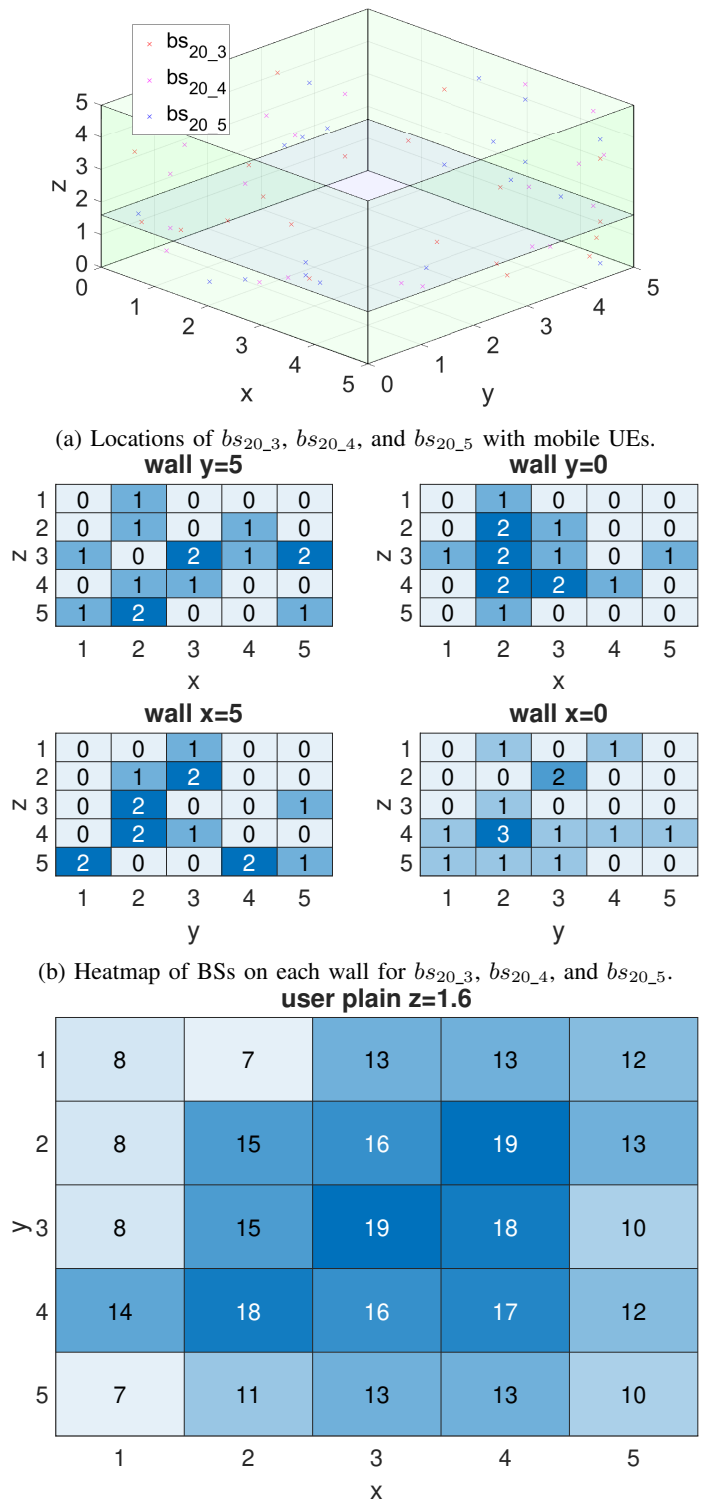 bs20_3
bs20_4
bs20_5
5
4
3
2
1
0
z
0 1 2 3 4 5
x
0 1 2 3 4 5
y
(a) Locations of bs20_3, bs20_4, and bs20_5 with mobile UEs.
wall y=5
1 0 1 0 0 0
2 0 1 0 1 0
z 3 1 0 2 1 2
4 0 1 1 0 0
5 1 2 0 0 1
1 2 3 4 5
x
wall y=0
1 0 1 0 0 0
2 0 2 1 0 0
z 3 1 2 1 0 1
4 0 2 2 1 0
5 0 1 0 0 0
1 2 3 4 5
x
wall x=5
1 0 0 1 0 0
2 0 1 2 0 0
z 3 0 2 0 0 1
4 0 2 1 0 0
5 2 0 0 2 1
1 2 3 4 5
y
wall x=0
1 0 1 0 1 0
2 0 0 2 0 0
z 3 0 1 0 0 0
4 1 3 1 1 1
5 1 1 1 0 0
1 2 3 4 5
y
(b) Heatmap of BSs on each wall for bs20_3, bs20_4, and bs20_5.
user plain z=1.6
1 8 7 13 13 12
2 8 15 16 19 13
y 3 8 15 19 18 10
4 14 18 16 17 12
5 7 11 13 13 10
1 2 3 4 5
x